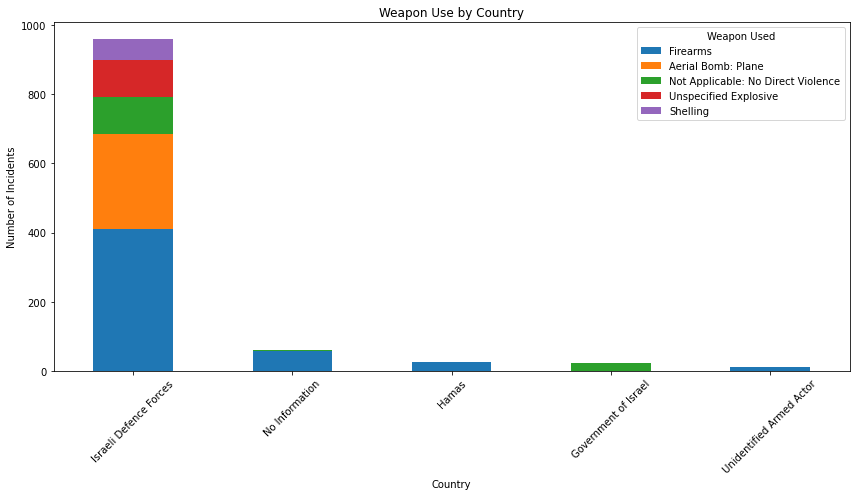 Weapon Use by Country
Number of Incidents
1000
800
600
400
200
0
Weapon Used
Firearms
Aerial Bomb: Plane
Not Applicable: No Direct Violence
Unspecified Explosive
Shelling
Israeli Defence Forces
No Information
Hamas
Government of Israel
Unidentified Armed Actor
Country